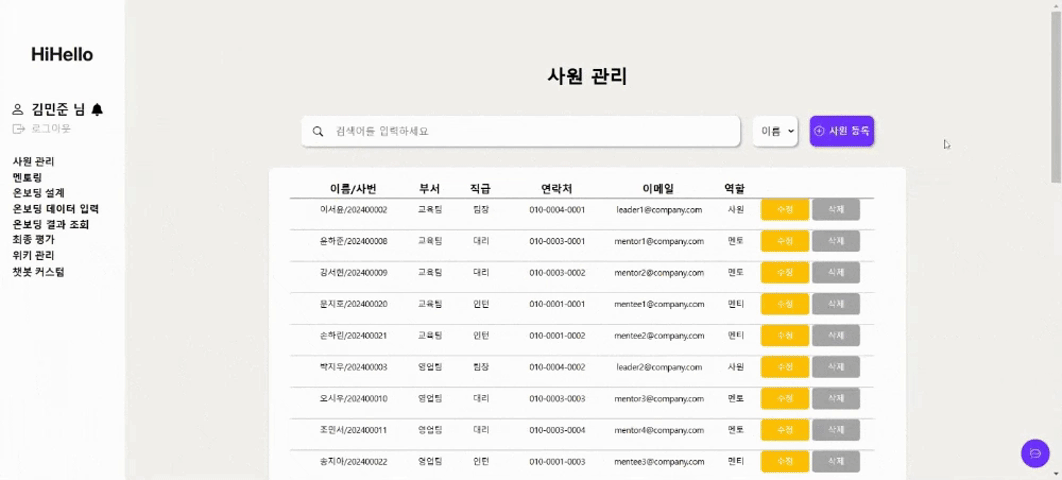 HiHello
김민준 님
로그아웃
사원 관리
멘토링
온보딩 설계
온보딩 데이터 입력
온보딩 결과 조회
최종 평가
위키 관리
챗봇 커스텀
사원 관리
검색어를 입력하세요
이름
사원 등록
이름/사번 부서 직급 연락처 이메일 역할
이서윤/202400002 교육팀 팀장 010-0004-0001 leader1@company.com 사원 수정 삭제
윤하준/202400008 교육팀 대리 010-0003-0001 mentor1@company.com 멘토 수정 삭제
강서현/202400009 교육팀 대리 010-0003-0002 mentor2@company.com 멘토 수정 삭제
윤지호/202400020 교육팀 인턴 010-0001-0001 mentee1@company.com 멘티 수정 삭제
손하린/202400021 교육팀 인턴 010-0001-0002 mentee2@company.com 멘티 수정 삭제
박지우/202400003 영업팀 팀장 010-0004-0002 leader2@company.com 사원 수정 삭제
오시우/202400010 영업팀 대리 010-0003-0003 mentor3@company.com 멘토 수정 삭제
조민서/202400011 영업팀 대리 010-0003-0004 mentor4@company.com 멘토 수정 삭제
송지아/202400022 영업팀 인턴 010-0001-0003 mentee3@company.com 멘티 수정 삭제